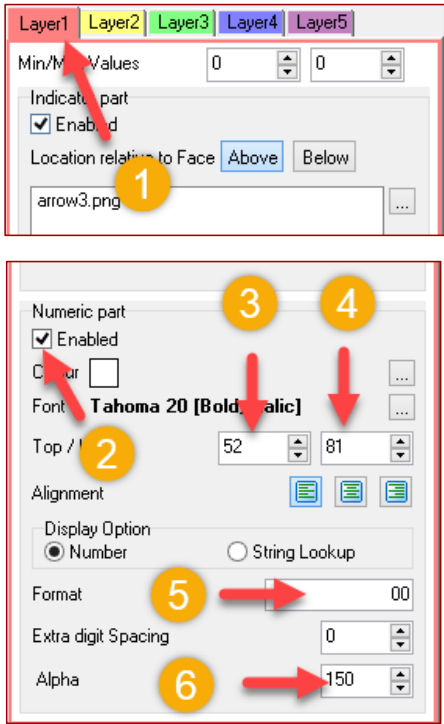 Layer1 Layer2 Layer3 Layer4 Layer5
Min/M Values 0 0
Indicator part
Enabled
Location relative to Face Above Below
arrow3.png ...
1
3 4
Numeric part
Enabled
...
Font Tahoma 20 [Bold, Italic] ...
2
Top / 52 81
Alignment
Display Option
Number String Lookup
Format 5 00
Extra digit Spacing 0
Alpha 6 150